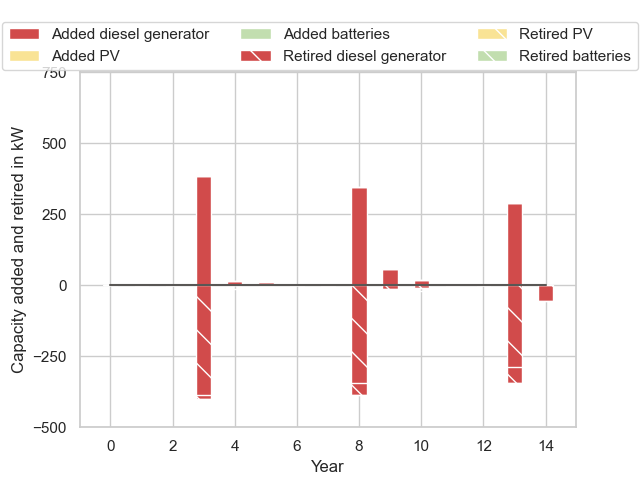 Added diesel generator Added batteries Retired PV
Added PV Retired diesel generator Retired batteries
750
500
250
0
−250
−500
Capacity added and retired in kW
0 2 4 6 8 10 12 14
Year